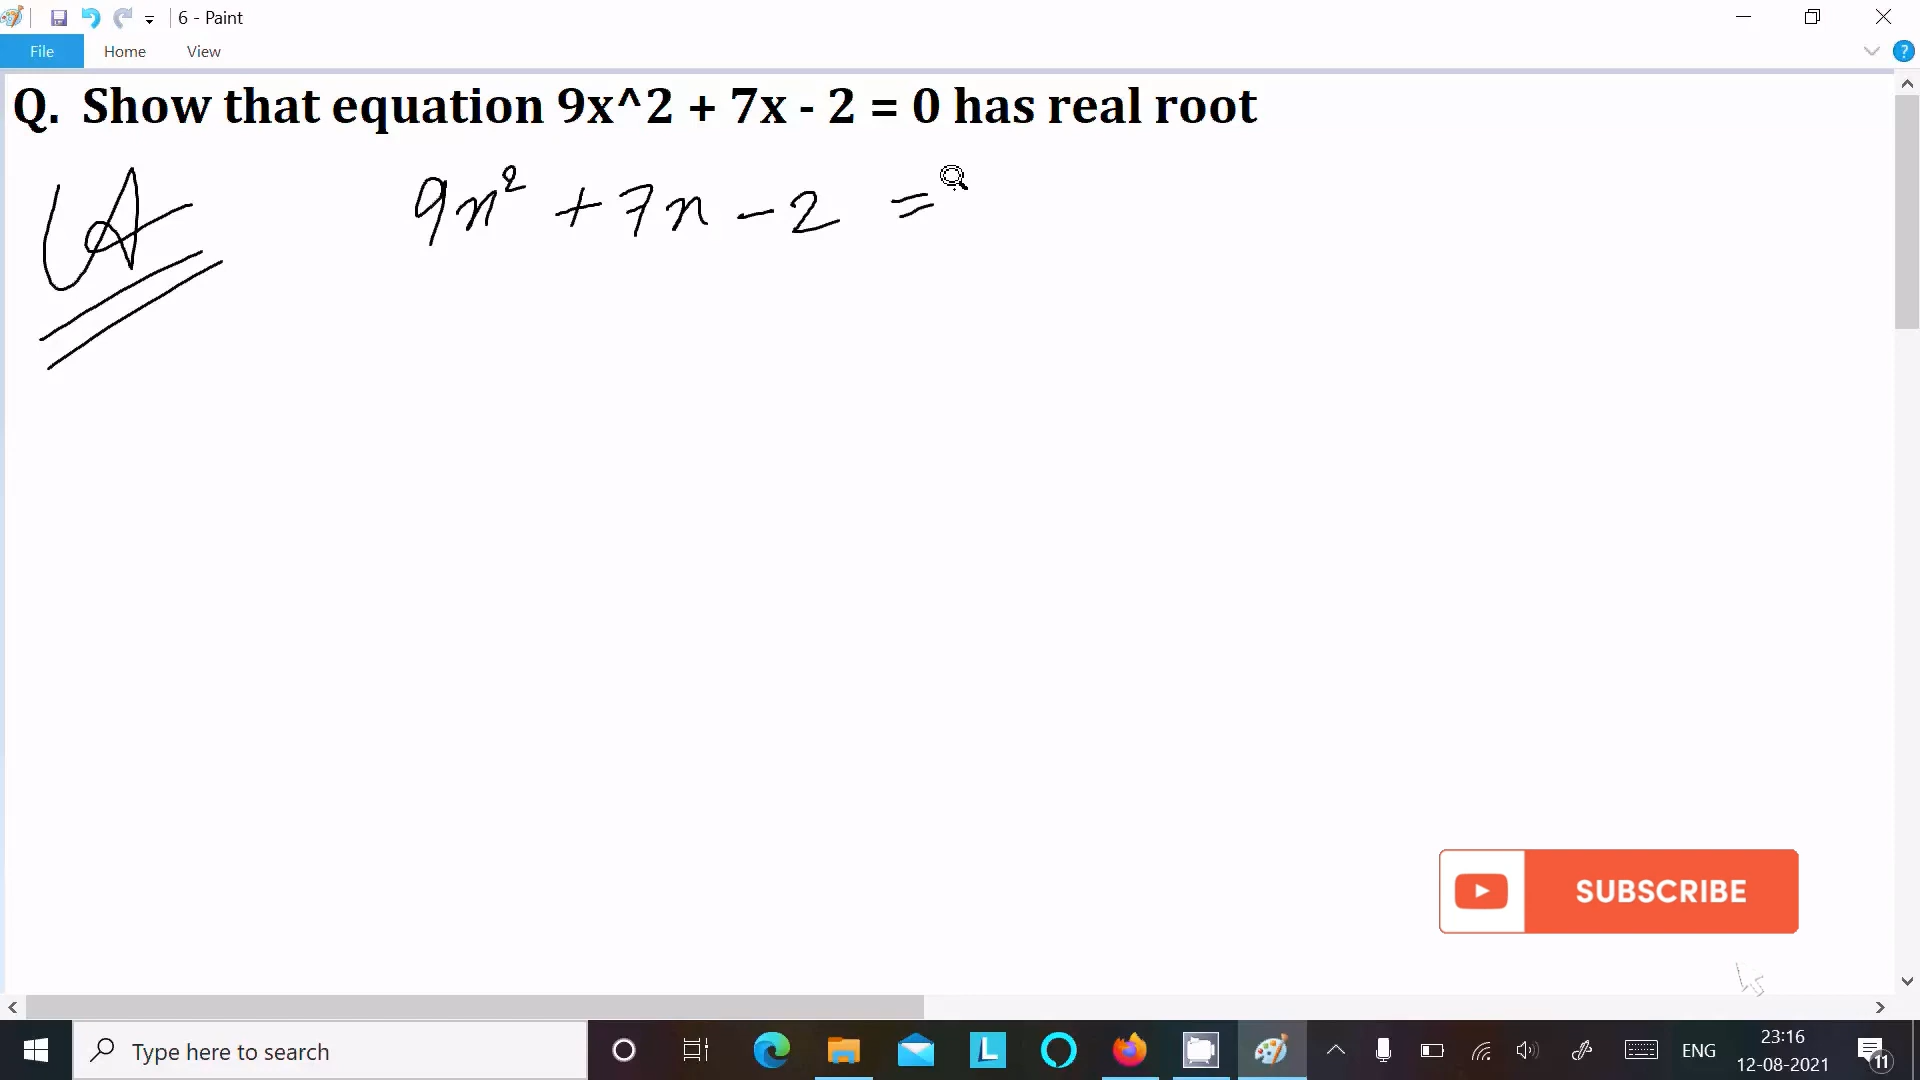 6 - Paint
File Home View
Q. Show that equation 9x^2 + 7x - 2 = 0 has real root
9x² + 7x - 2 =
SUBSCRIBE
Type here to search
ENG
23:16
12-08-2021
11